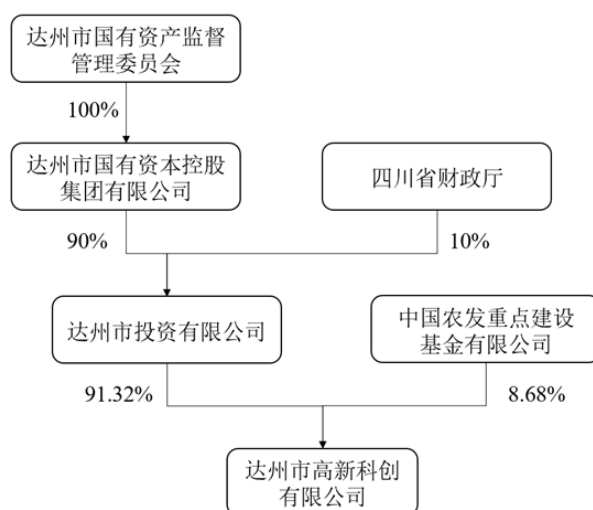 达州市国有资产监督
管理委员会
100%
达州市国有资本控股
集团有限公司
四川省财政厅
90%
10%
达州市投资有限公司
中国农发重点建设
基金有限公司
91.32%
8.68%
达州市高新科创
有限公司